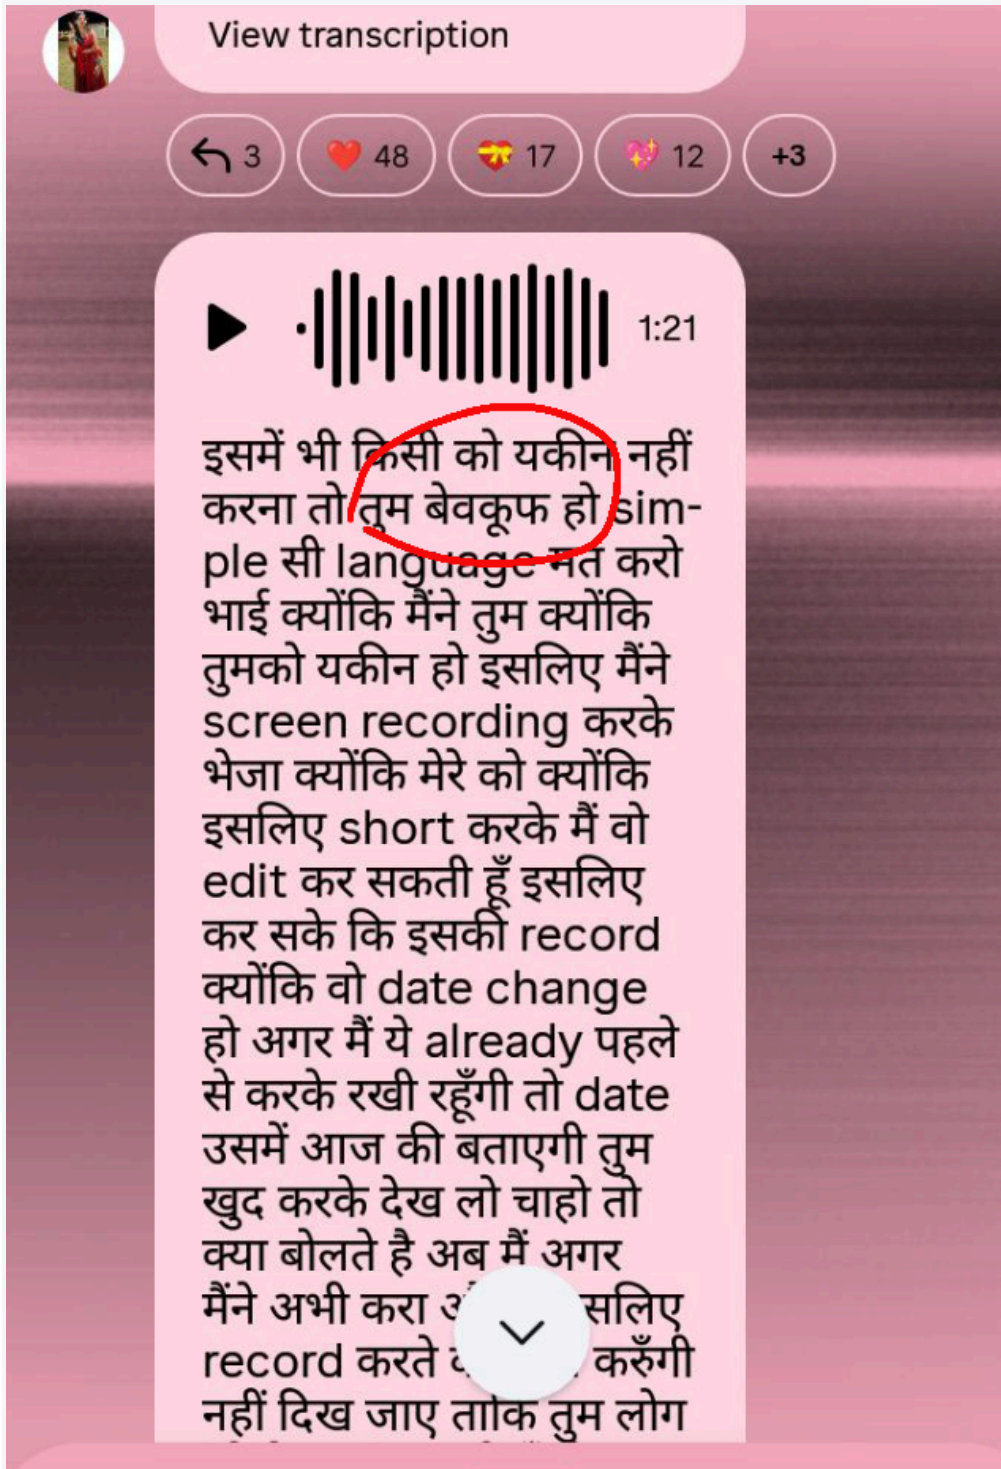 View transcription
3 48 17 12 +3
1:21
इसमें भी किसी को यकीन नहीं
करना तो तुम बेवकूफ हो sim-
ple सी language मत करो
भाई क्योंकि मैंने तुम क्योंकि
तुमको यकीन हो इसलिए मैंने
screen recording करके
भेजा क्योंकि मेरे को क्योंकि
इसलिए short करके मैं वो
edit कर सकती हूँ इसलिए
कर सके कि इसकी record
क्योंकि वो date change
हो अगर मैं ये already पहले
से करके रखी रहूँगी तो date
उसमें आज की बताएगी तुम
खुद करके देख लो चाहो तो
क्या बोलते है अब मैं अगर
मैंने अभी करा
record करते करुँगी
नहीं दिख जाए ताकि तुम लोग